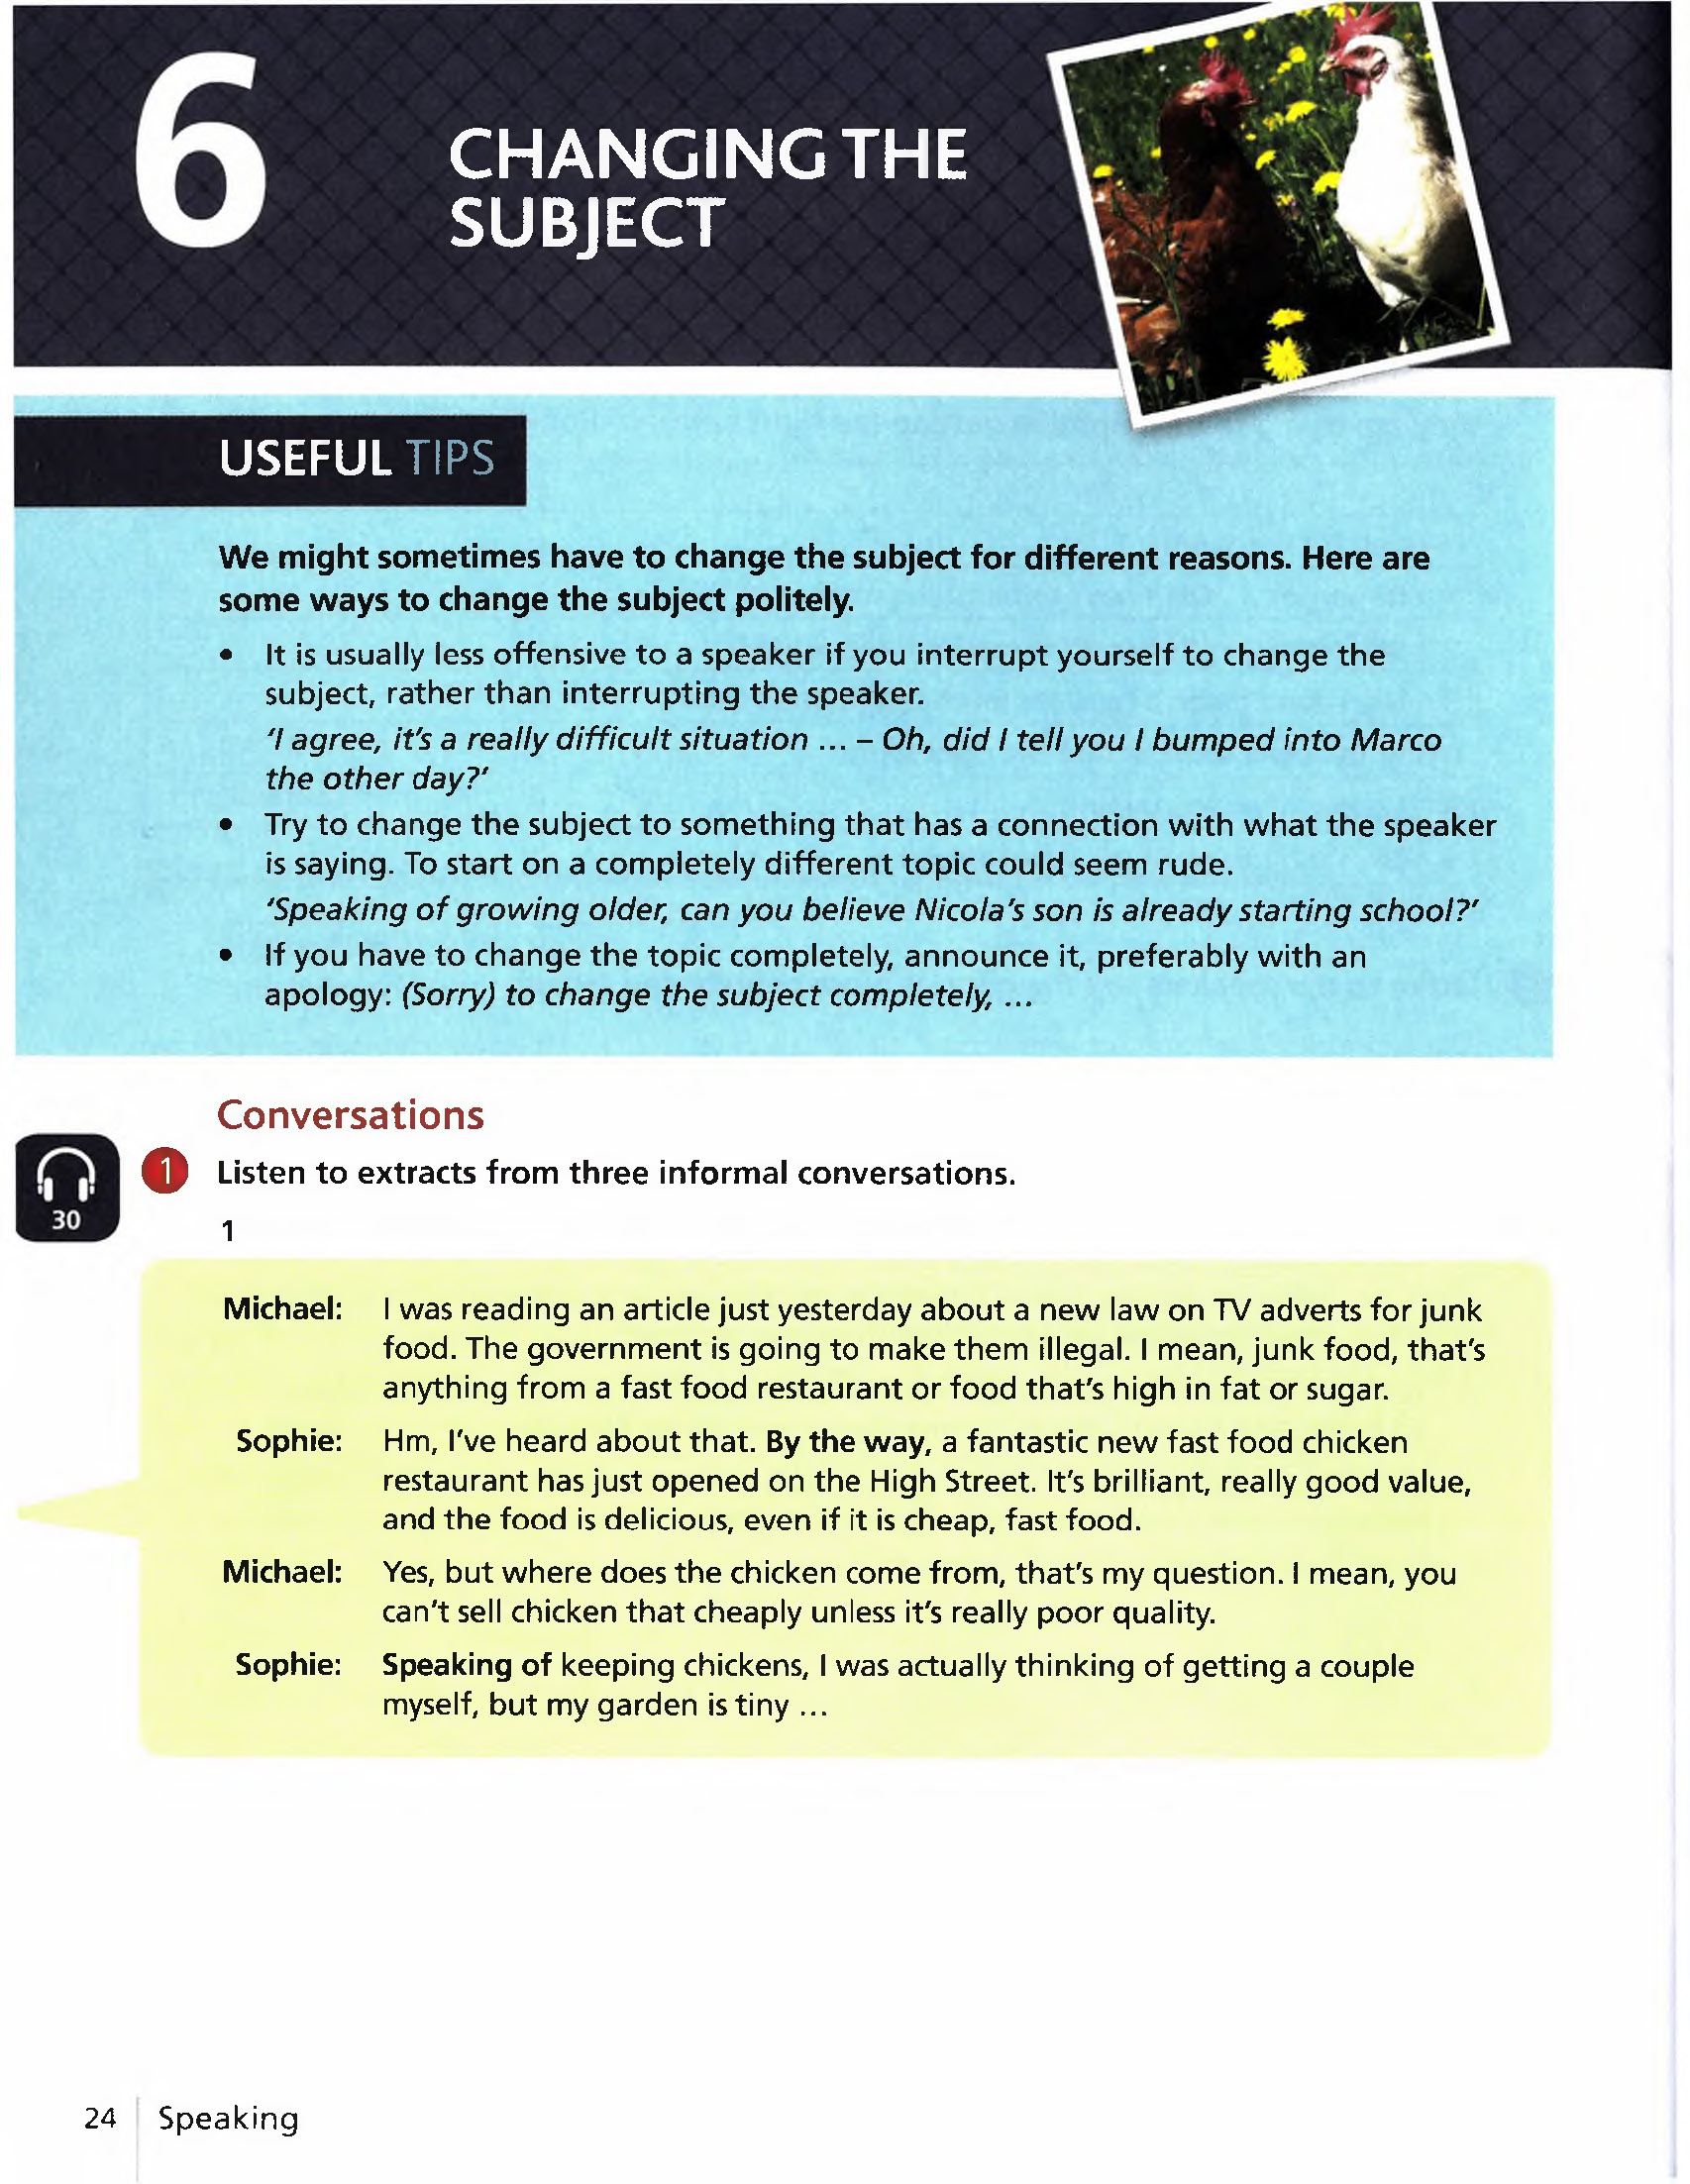 6
CHANGING THE
SUBJECT
USEFUL TIPS
We might sometimes have to change the subject for different reasons. Here are
some ways to change the subject politely.
• It is usually less offensive to a speaker if you interrupt yourself to change the
subject, rather than interrupting the speaker.
'I agree, it's a really difficult situation ... – Oh, did I tell you I bumped into Marco
the other day?'
• Try to change the subject to something that has a connection with what the speaker
is saying. To start on a completely different topic could seem rude.
'Speaking of growing older, can you believe Nicola's son is already starting school?'
• If you have to change the topic completely, announce it, preferably with an
apology: (Sorry) to change the subject completely, ...
Conversations
30
1 Listen to extracts from three informal conversations.
1
Michael: I was reading an article just yesterday about a new law on TV adverts for junk
food. The government is going to make them illegal. I mean, junk food, that's
anything from a fast food restaurant or food that's high in fat or sugar.
Sophie: Hm, I've heard about that. By the way, a fantastic new fast food chicken
restaurant has just opened on the High Street. It's brilliant, really good value,
and the food is delicious, even if it is cheap, fast food.
Michael: Yes, but where does the chicken come from, that's my question. I mean, you
can't sell chicken that cheaply unless it's really poor quality.
Sophie: Speaking of keeping chickens, I was actually thinking of getting a couple
myself, but my garden is tiny ...
24 Speaking